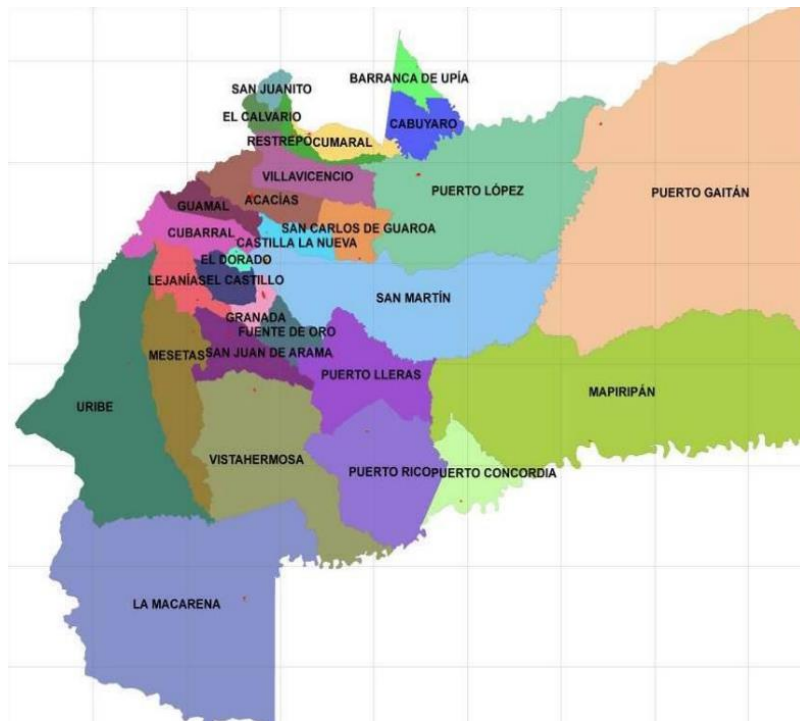 BARRANCA DE UPÍA
SAN JUANITO
EL CALVARIO
CABUYARO
RESTREPO
CUMARAL
VILLAVICENCIO
PUERTO LÓPEZ
PUERTO GAITÁN
ACACÍAS
GUAMAL
SAN CARLOS DE GUAROA
CUBARRAL
CASTILLA LA NUEVA
EL DORADO
LEJANÍAS
EL CASTILLO
SAN MARTÍN
GRANADA
FUENTE DE ORO
MESETAS
SAN JUAN DE ARAMA
PUERTO LLERAS
MAPIRIPÁN
URIBE
VISTAHERMOSA
PUERTO RICO
PUERTO CONCORDIA
LA MACARENA